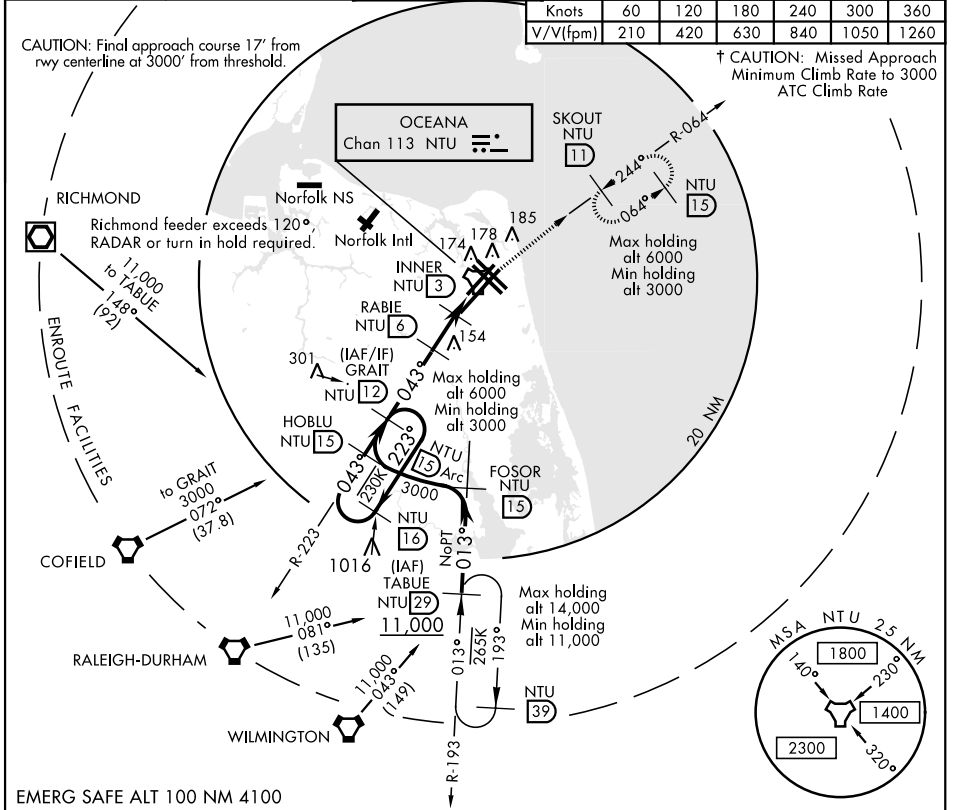 Knots 60 120 180 240 300 360
V/V(fpm) 210 420 630 840 1050 1260
CAUTION: Final approach course 17' from
rwy centerline at 3000' from threshold.
† CAUTION: Missed Approach
Minimum Climb Rate to 3000
ATC Climb Rate
OCEANA
Chan 113 NTU
SKOUT
NTU
11
R-064
244°
064°
NTU
15
Max holding
alt 6000
Min holding
alt 3000
RICHMOND
Richmond feeder exceeds 120°,
RADAR or turn in hold required.
Norfolk NS
Norfolk Intl
11,000
to TABUE
148°
(92)
174
178
185
INNER
NTU 3
RABIE
NTU 6
154
ENROUTE FACILITIES
301
(IAF/IF)
GRAIT
NTU 12
043°
Max holding
alt 6000
Min holding
alt 3000
20 NM
HOBLU
NTU 15
223°
043°
230K
NTU
15 Arc
3000
FOSOR
NTU
15
to GRAIT
3000
072°
(37.8)
COFIELD
R-223
NTU
16
1016
NoPT
013°
(IAF)
TABUE
NTU 29
11,000
Max holding
alt 14,000
Min holding
alt 11,000
11,000
081°
(135)
RALEIGH-DURHAM
013°
265K
193°
11,000
043°
(149)
WILMINGTON
NTU
39
R-193
MSA NTU 25 NM
1800
140°
230°
1400
2300
320°
EMERG SAFE ALT 100 NM 4100